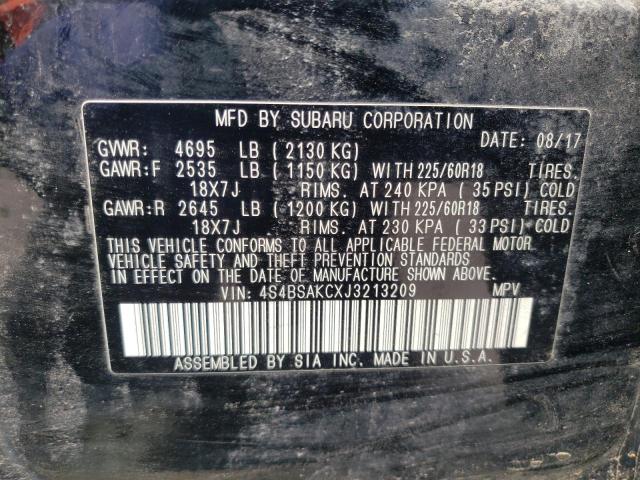 MFD BY SUBARU CORPORATION
DATE: 08/17
GVWR: 4695 LB ( 2130 KG)
GAWR:F 2535 LB ( 1150 KG) WITH 225/60R18 TIRES.
18X7J RIMS. AT 240 KPA ( 35 PSI) COLD
GAWR:R 2645 LB ( 1200 KG) WITH 225/60R18 TIRES.
18X7J RIMS. AT 230 KPA ( 33 PSI) COLD
THIS VEHICLE CONFORMS TO ALL APPLICABLE FEDERAL MOTOR
VEHICLE SAFETY AND THEFT PREVENTION STANDARDS
IN EFFECT ON THE DATE OF MANUFACTURE SHOWN ABOVE.
VIN: 4S4BSAKCXJ3213209 MPV
ASSEMBLED BY SIA INC. MADE IN U.S.A.